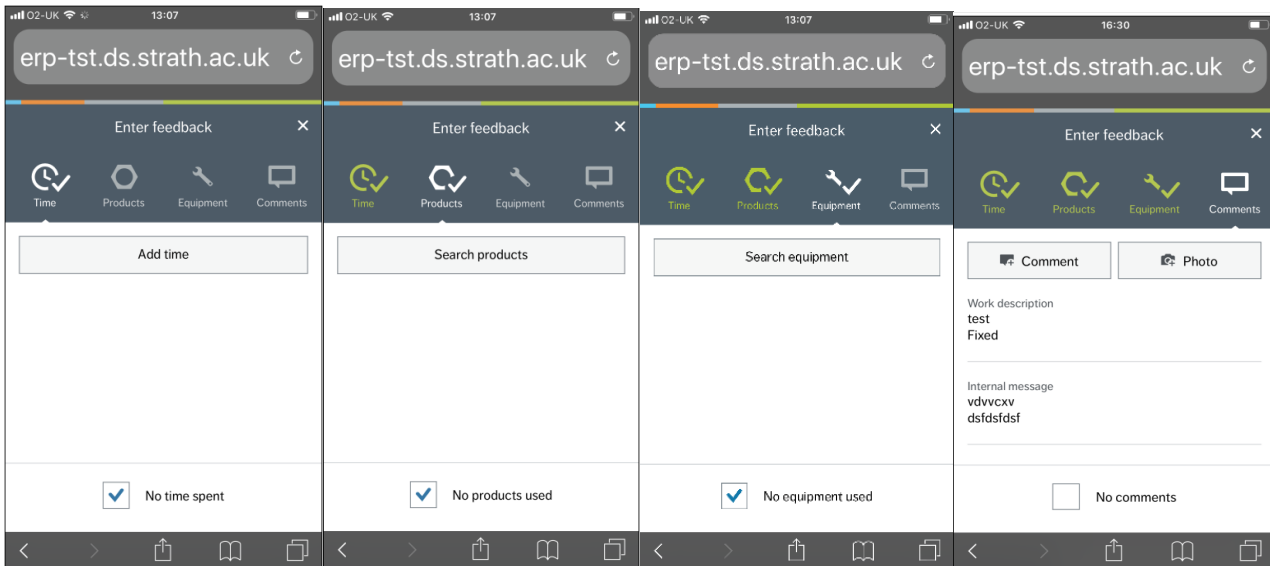 O2-UK 13:07
erp-tst.ds.strath.ac.uk
Enter feedback
Time Products Equipment Comments
Add time
No time spent
O2-UK 13:07
erp-tst.ds.strath.ac.uk
Enter feedback
Time Products Equipment Comments
Search products
No products used
O2-UK 13:07
erp-tst.ds.strath.ac.uk
Enter feedback
Time Products Equipment Comments
Search equipment
No equipment used
O2-UK 16:30
erp-tst.ds.strath.ac.uk
Enter feedback
Time Products Equipment Comments
Comment Photo
Work description
test
Fixed
Internal message
vdvvcxv
dsfdsfdsf
No comments